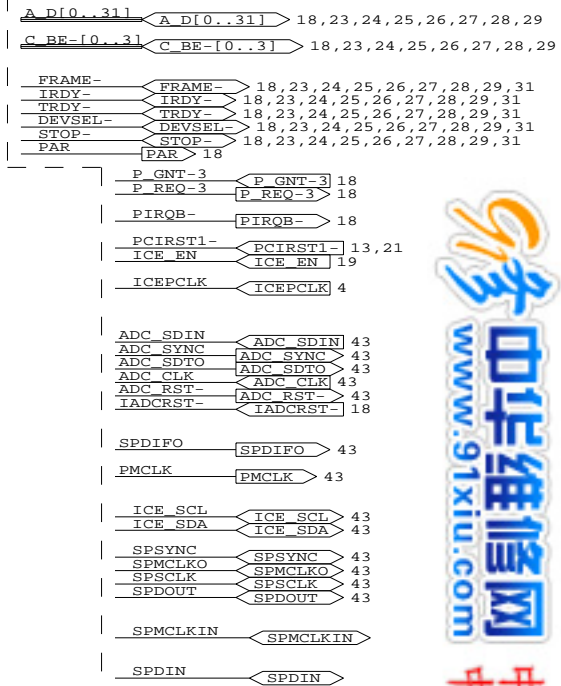 A_D[0..31] A_D[0..31] 18,23,24,25,26,27,28,29
C_BE-[0..3] C_BE-[0..3] 18,23,24,25,26,27,28,29
FRAME- FRAME- 18,23,24,25,26,27,28,29,31
IRDY- IRDY- 18,23,24,25,26,27,28,29,31
TRDY- TRDY- 18,23,24,25,26,27,28,29,31
DEVSEL- DEVSEL- 18,23,24,25,26,27,28,29,31
STOP- STOP- 18,23,24,25,26,27,28,29,31
PAR PAR 18
P_GNT-3 P_GNT-3 18
P_REQ-3 P_REQ-3 18
PIRQB- PIRQB- 18
PCIRST1- PCIRST1- 13,21
ICE_EN ICE_EN 19
ICEPCLK ICEPCLK 4
ADC_SDIN ADC_SDIN 43
ADC_SYNC ADC_SYNC 43
ADC_SDTO ADC_SDTO 43
ADC_CLK ADC_CLK 43
ADC_RST- ADC_RST- 43
IADCRST- IADCRST- 18
SPDIFO SPDIFO 43
PMCLK PMCLK 43
ICE_SCL ICE_SCL 43
ICE_SDA ICE_SDA 43
SPSYNC SPSYNC 43
SPMCLKO SPMCLKO 43
SPSCLK SPSCLK 43
SPDOUT SPDOUT 43
SPMCLKIN SPMCLKIN
SPDIN SPDIN
中华维修网
www.91xiu.com